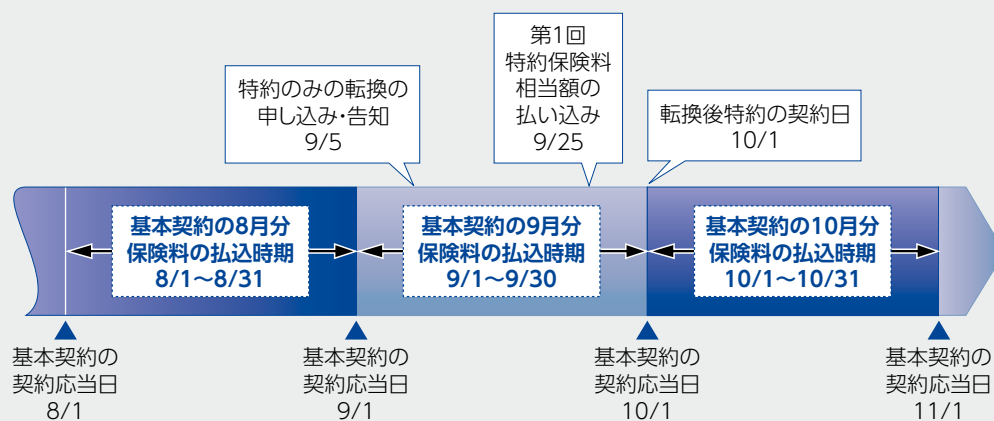 特約のみの転換の
申し込み・告知
9/5
第1回
特約保険料
相当額の
払い込み
9/25
転換後特約の契約日
10/1
基本契約の8月分
保険料の払込時期
8/1〜8/31
基本契約の9月分
保険料の払込時期
9/1〜9/30
基本契約の10月分
保険料の払込時期
10/1〜10/31
基本契約の
契約応当日
8/1
基本契約の
契約応当日
9/1
基本契約の
契約応当日
10/1
基本契約の
契約応当日
11/1